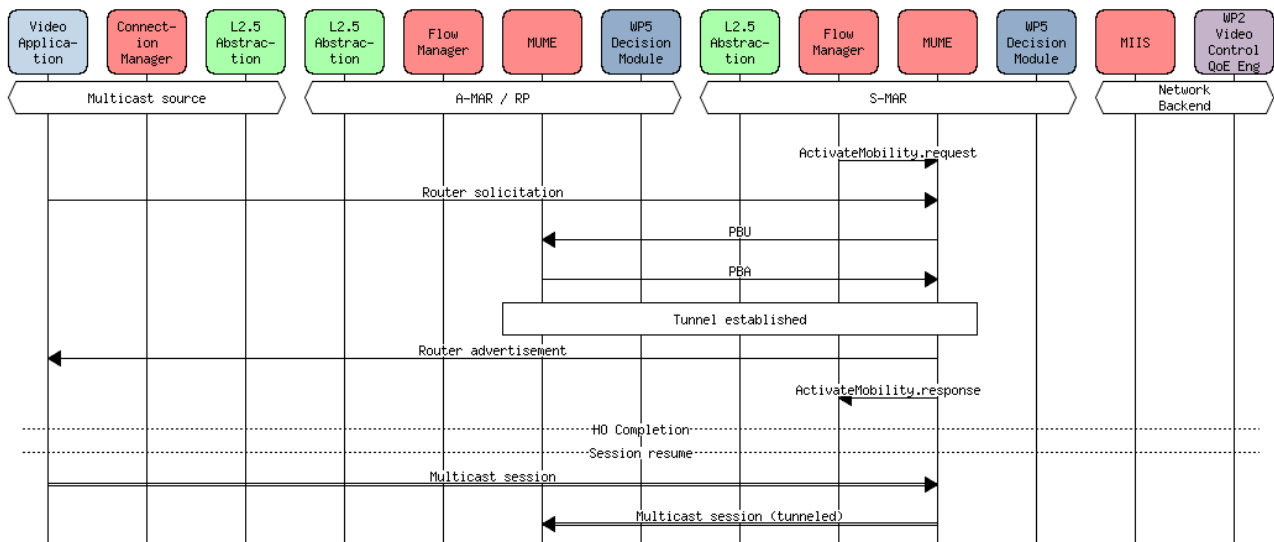 Video
Applica-
tion
Connect-
ion
Manager
L2.5
Abstrac-
tion
L2.5
Abstrac-
tion
Flow
Manager
MUME
WP5
Decision
Module
L2.5
Abstrac-
tion
Flow
Manager
MUME
WP5
Decision
Module
MIIS
WP2
Video
Control
QoE Eng
Multicast source
A-MAR / RP
S-MAR
Network
Backend
ActivateMobility.request
Router solicitation
PBU
PBA
Tunnel established
Router advertisement
ActivateMobility.response
HO Completion
Session resume
Multicast session
Multicast session (tunneled)